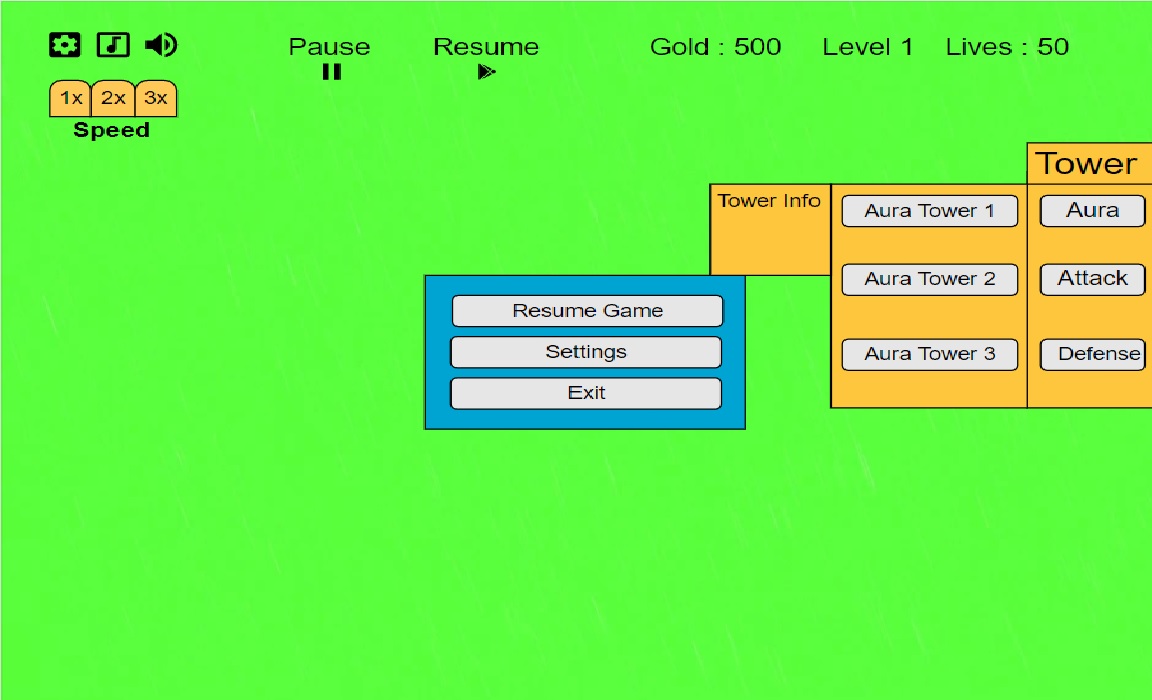 Pause
Resume
Gold : 500
Level 1
Lives : 50
1x
2x
3x
Speed
Tower
Tower Info
Aura Tower 1
Aura
Aura Tower 2
Attack
Aura Tower 3
Defense
Resume Game
Settings
Exit